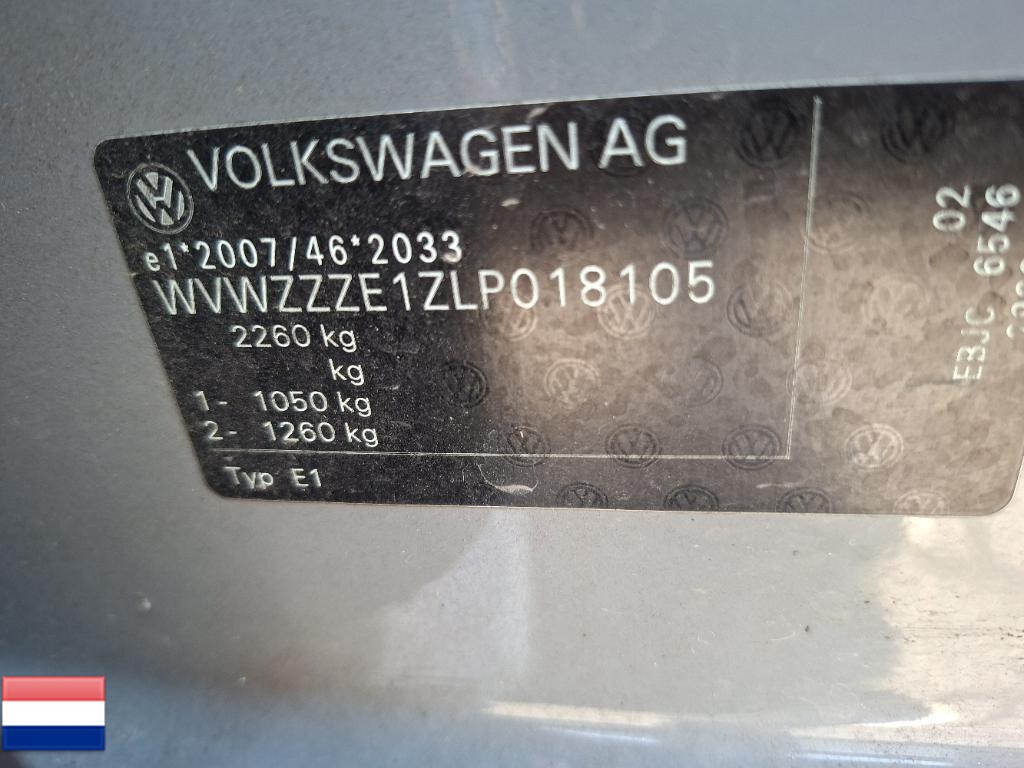 VOLKSWAGEN AG
e1*2007/46*2033
WVWZZZE1ZLP018105
2260 kg
kg
1- 1050 kg
2- 1260 kg
Typ E1
02
EBJC 6546